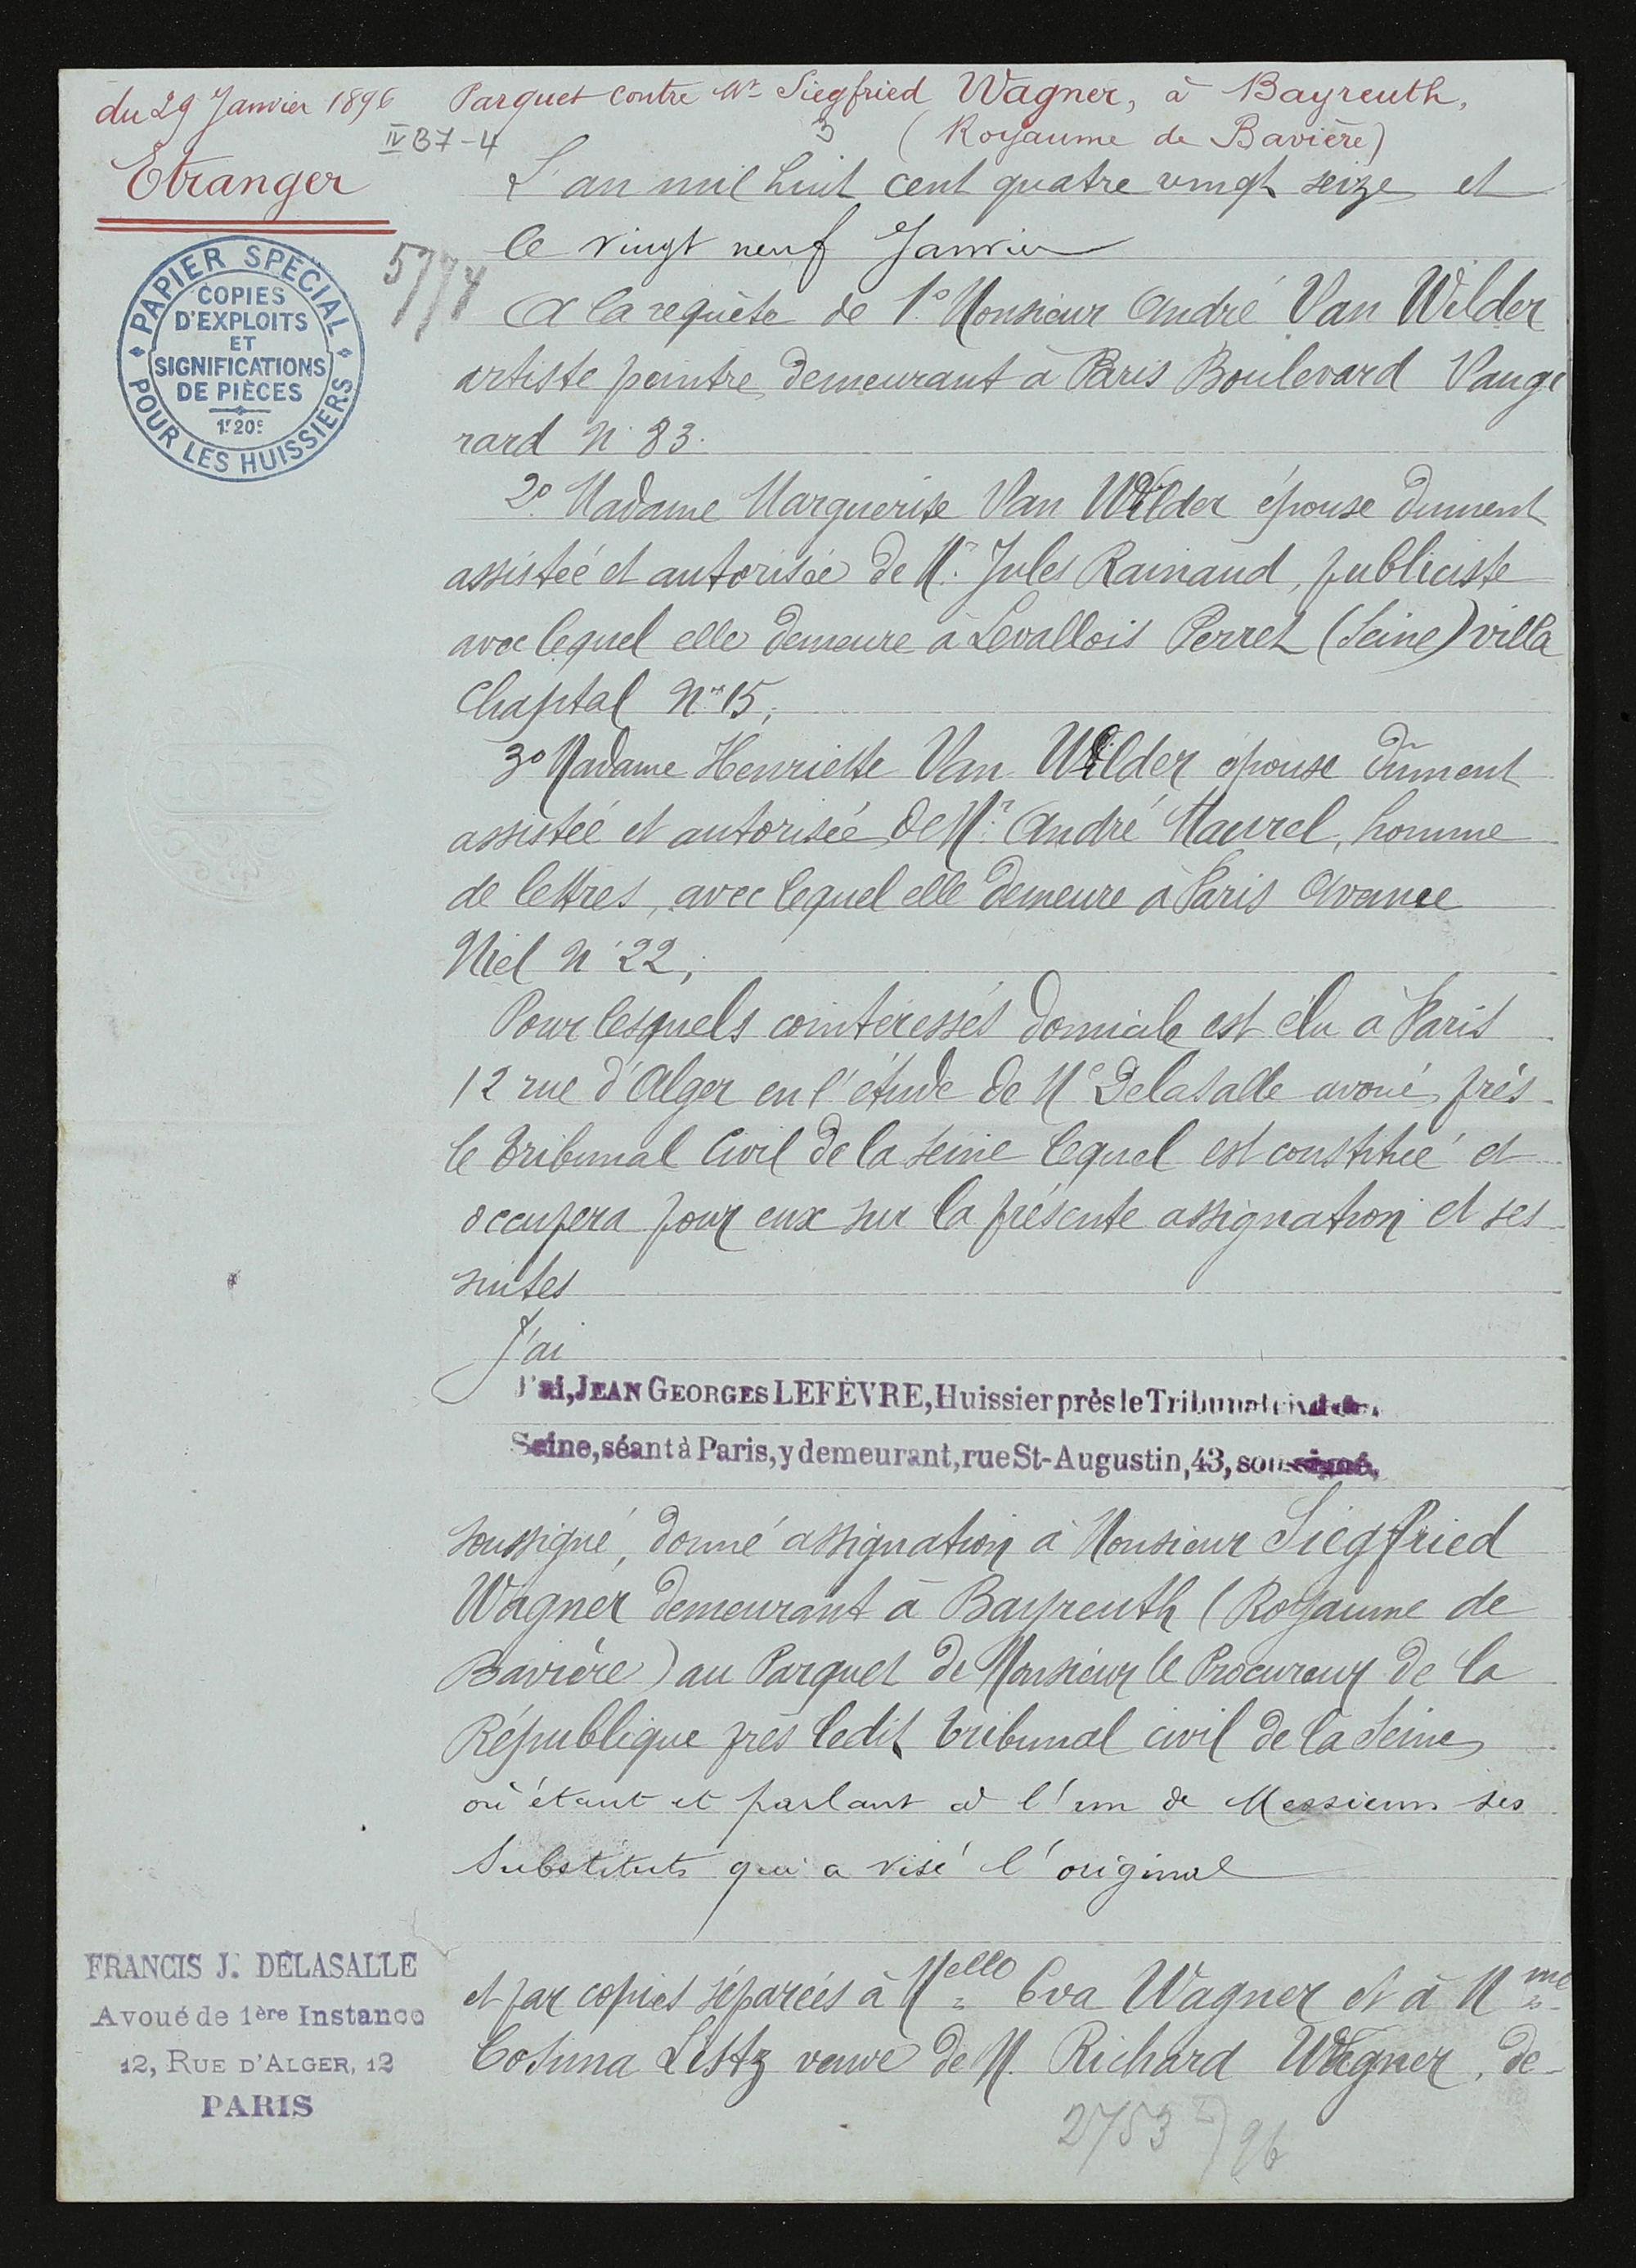 du 29 Janvier 1896 Parquet contre Mr Siegfried Wagner, à Bayreuth,
IV B7-4 3 (Royaume de Bavière)
Etranger
L'an mil huit cent quatre vingt seize et
le vingt neuf Janvier
PAPIER SPÉCIAL
POUR LES HUISSIERS
COPIES
D'EXPLOITS
ET
SIGNIFICATIONS
DE PIÈCES
1F20C
A la requête de 1° Monsieur André Van Wilder
artiste peintre demeurant à Paris Boulevard Vaugi
rard N° 83.
2° Madame Marguerite Van Wilder épouse dument
assistée et autorisée de Mr. Jules Rainaud, publiciste
avec lequel elle demeure à Levallois Perret (Seine) villa
Chaptal N° 15;
3° Madame Henriette Van Wilder épouse dûment
assistée et autorisée de Mr. André Maurel, homme
de lettres, avec lequel elle demeure à Paris Avenue
Niel N° 22;
Pour lesquels cointeressés domicile est élu à Paris
12 rue d'Alger en l'étude de Me Delasalle avoué près
le tribunal Civil de la Seine lequel est constitué et
occupera pour eux sur la présente assignation et ses
suites
J'ai
J'ai, JEAN GEORGES LEFÈVRE, Huissier près le Tribunal civil de la
Seine, séant à Paris, y demeurant, rue St-Augustin, 43, soussigné,
soussigné, donné assignation à Monsieur Siegfried
Wagner demeurant à Bayreuth (Royaume de
Bavière) au Parquet de Monsieur le Procureur de la
République près ledit tribunal civil de la Seine
où étant et parlant à l'un de Messieurs ses
Substituts qui a visé l'original
et par copies séparées à Melle Eva Wagner et à Mme
Cosima Listz veuve de M. Richard Wagner, de-
FRANCIS J. DELASALLE
Avoué de 1ère Instance
12, RUE D'ALGER, 12
PARIS
2753
96